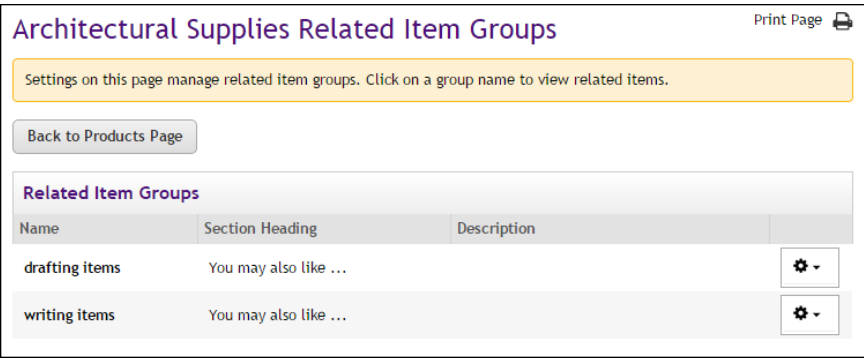 Architectural Supplies Related Item Groups
Print Page
Settings on this page manage related item groups. Click on a group name to view related items.
Back to Products Page
Related Item Groups
Name Section Heading Description
drafting items You may also like ...
writing items You may also like ...